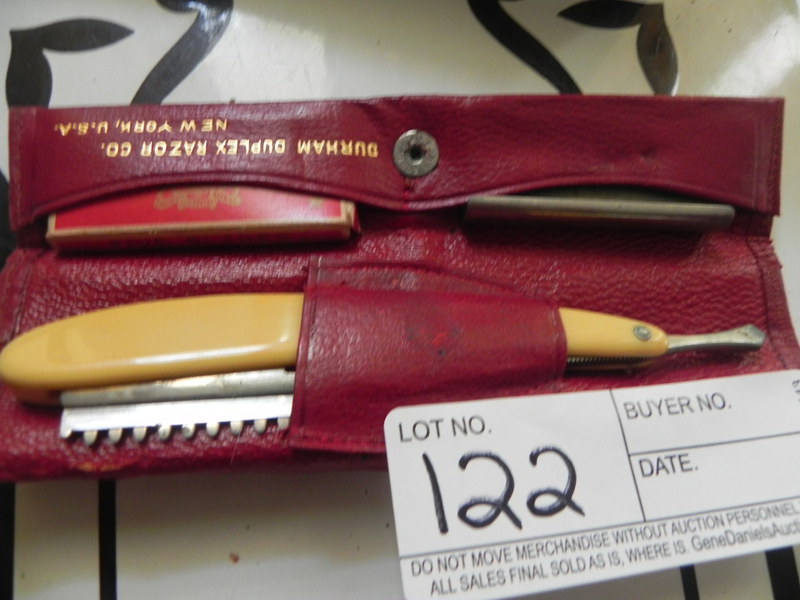 DURHAM DUPLEX RAZOR CO.
NEW YORK, U.S.A.
LOT NO.
122
BUYER NO.
DATE.
DO NOT MOVE MERCHANDISE WITHOUT AUCTION PERSONNEL.
ALL SALES FINAL SOLD AS IS, WHERE IS. GeneDanielsAucti